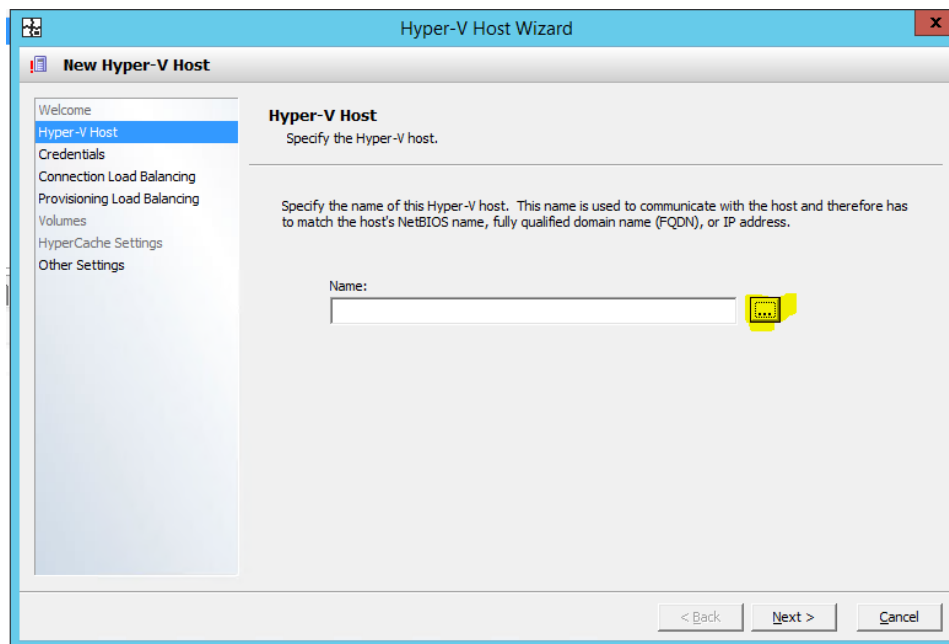 Hyper-V Host Wizard
x
New Hyper-V Host
Welcome
Hyper-V Host
Credentials
Connection Load Balancing
Provisioning Load Balancing
Volumes
HyperCache Settings
Other Settings
Hyper-V Host
Specify the Hyper-V host.
Specify the name of this Hyper-V host. This name is used to communicate with the host and therefore has
to match the host's NetBIOS name, fully qualified domain name (FQDN), or IP address.
Name:
...
< Back
Next >
Cancel